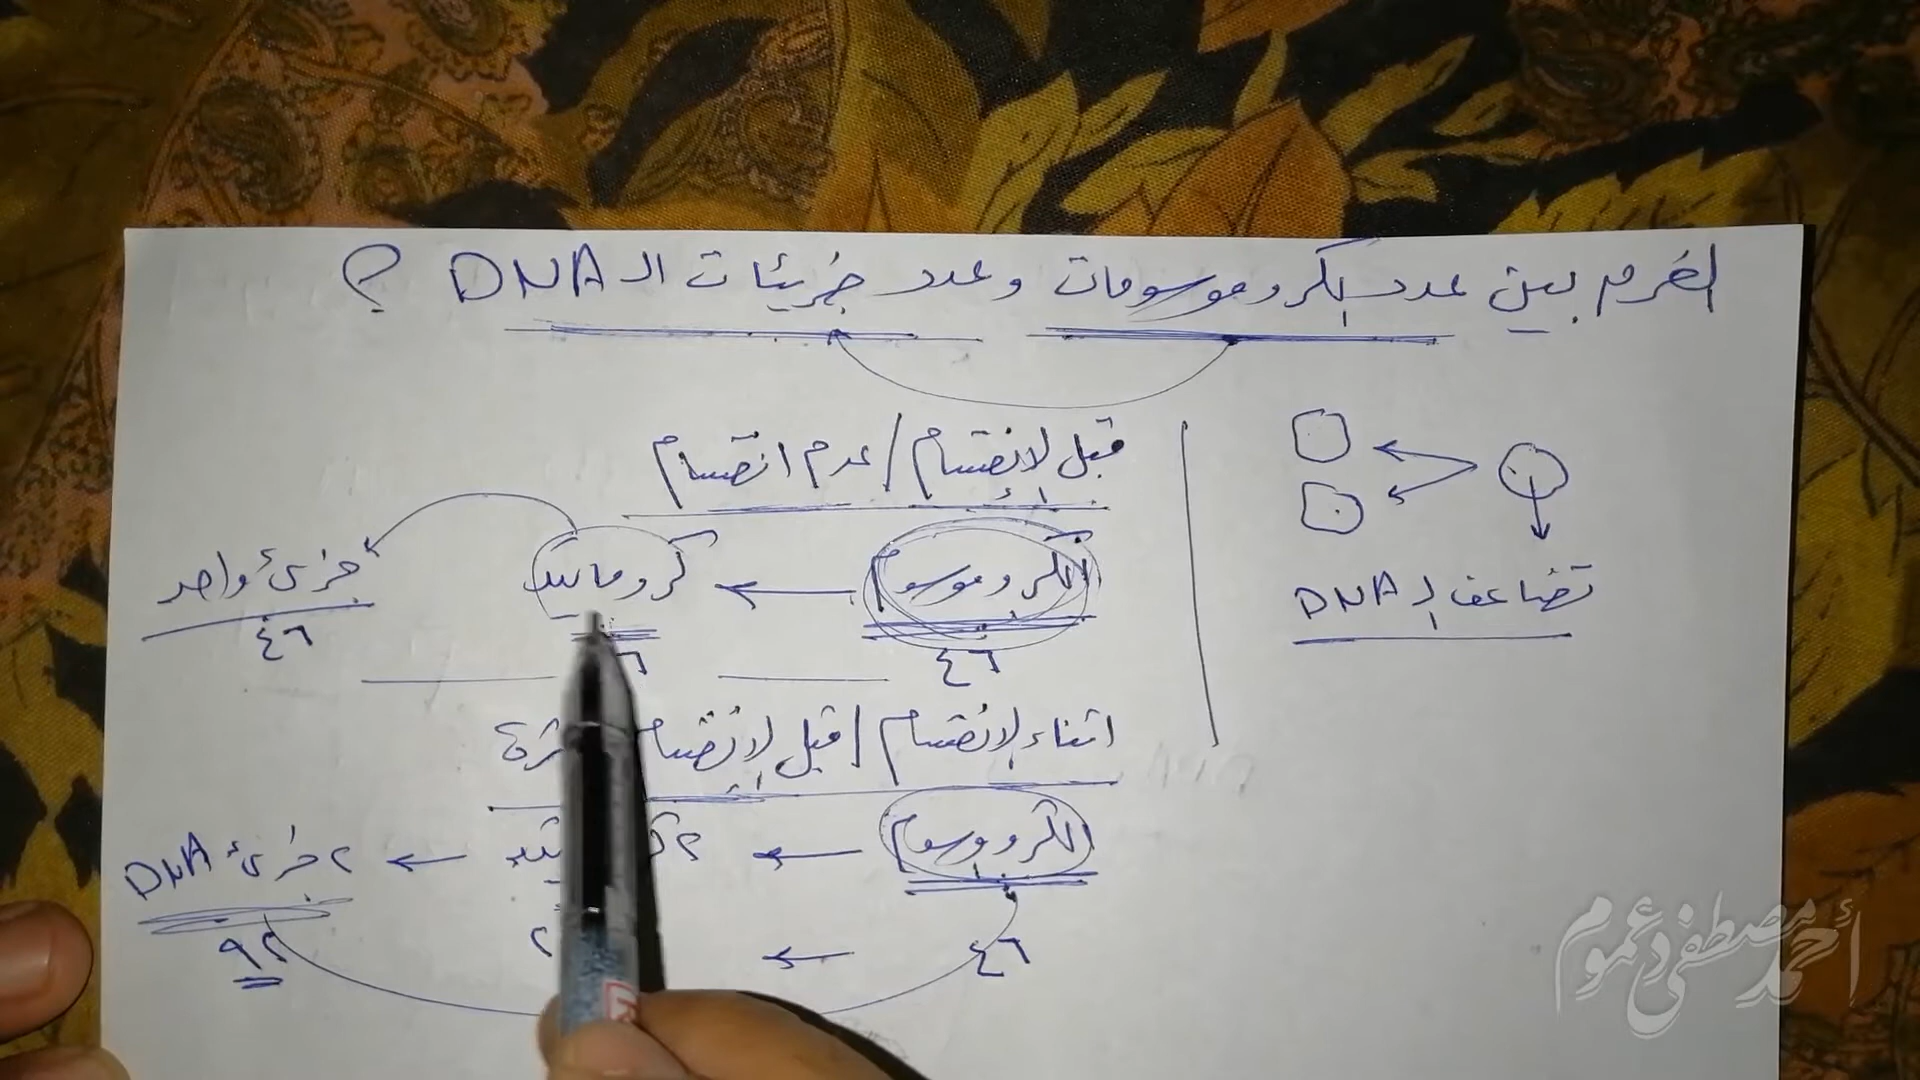 الفرق بين عدد الكروموسومات وعدد جزيئات الـ DNA ؟
قبل الانقسام / عدم انقسام
الكروموسوم ← كروماتيد
جزئ واحد
٤٦
٤٦
تضاعف الـ DNA
اثناء الانقسام / قبل الانقسام
الكروموسوم ← ٢ ← ٢ جزئ DNA
٤٦ ← ٩٢
أحمد مصطفى دعموم